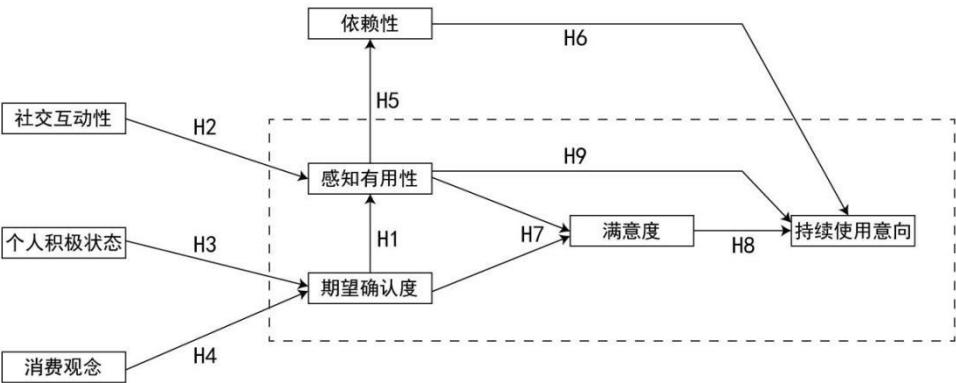 依赖性
H6
H5
社交互动性
H2
H9
感知有用性
H1
H7
满意度
H8
持续使用意向
个人积极状态
H3
期望确认度
H4
消费观念